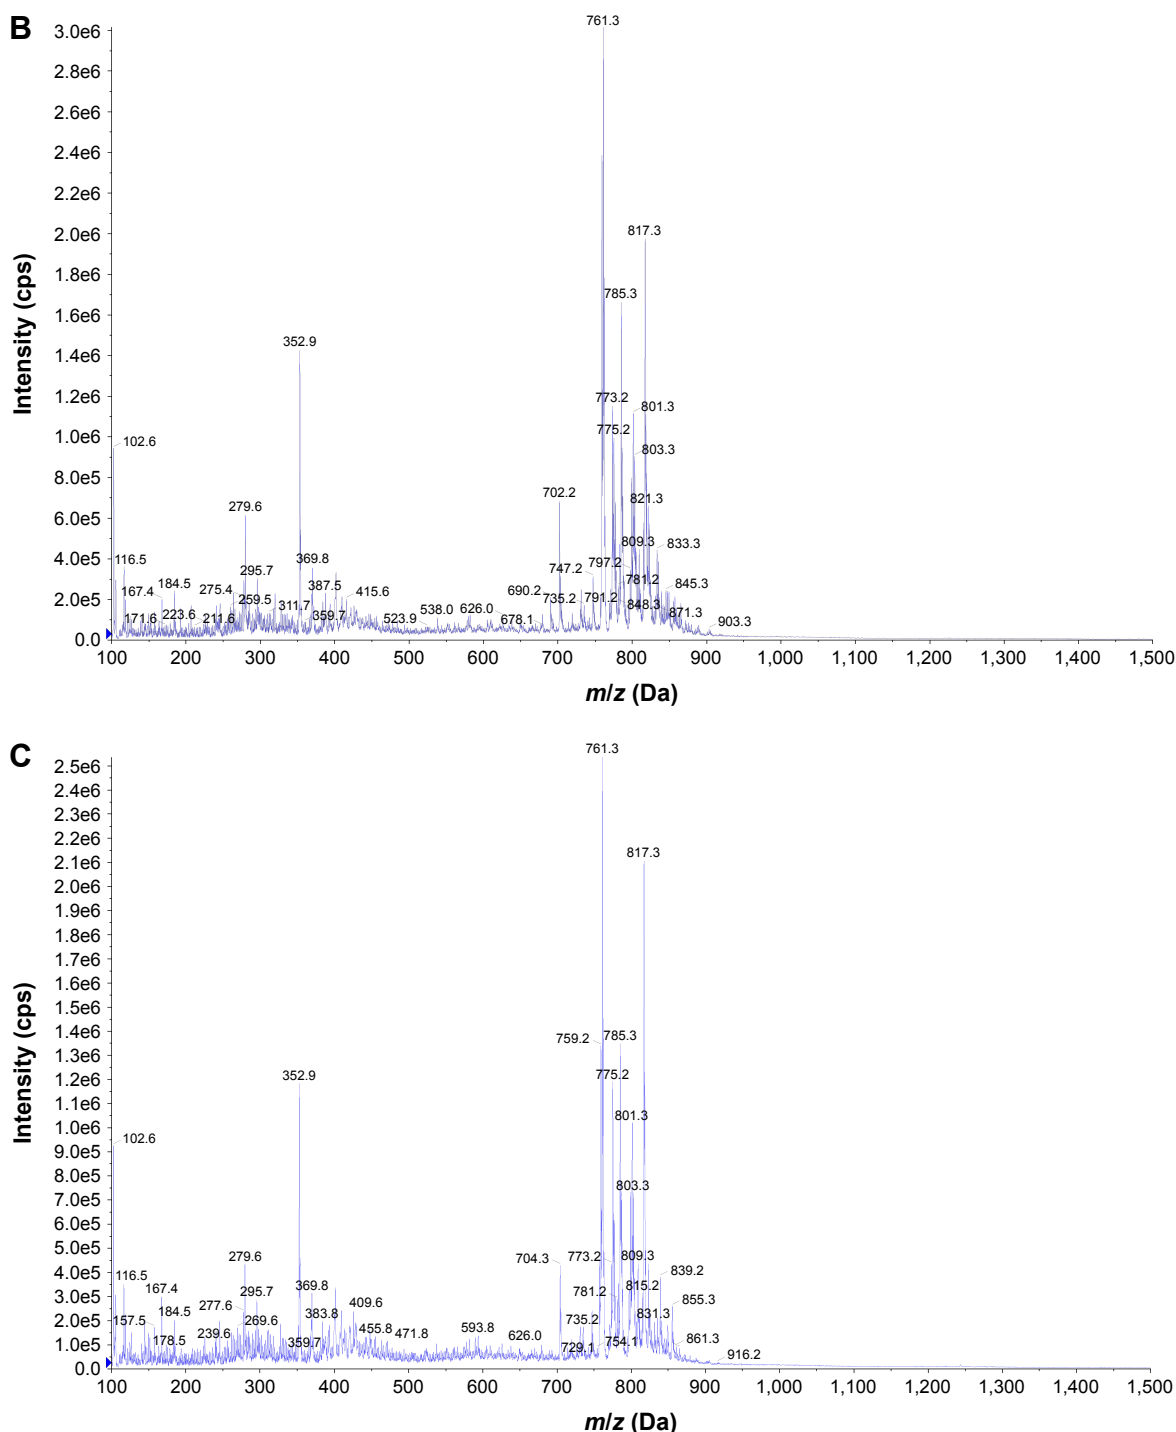 B
3.0e6
2.8e6
2.6e6
2.4e6
2.2e6
2.0e6
1.8e6
1.6e6
1.4e6
1.2e6
1.0e6
8.0e5
6.0e5
4.0e5
2.0e5
0.0
Intensity (cps)
761.3
817.3
785.3
352.9
773.2
801.3
775.2
803.3
102.6
702.2
821.3
279.6
809.3
833.3
116.5
369.8
747.2
797.2
167.4
184.5
275.4
295.7
387.5
415.6
690.2
781.2
845.3
735.2
791.2
171.6
223.6
211.6
259.5
311.7
359.7
523.9
538.0
626.0
678.1
848.3
871.3
903.3
100 200 300 400 500 600 700 800 900 1,000 1,100 1,200 1,300 1,400 1,500
m/z (Da)
C
2.5e6
2.3e6
2.2e6
2.1e6
2.0e6
1.9e6
1.8e6
1.7e6
1.6e6
1.5e6
1.4e6
1.3e6
1.2e6
1.1e6
1.0e6
9.0e5
8.0e5
7.0e5
6.0e5
5.0e5
4.0e5
3.0e5
2.0e5
1.0e5
0.0
Intensity (cps)
761.3
817.3
759.2
785.3
352.9
775.2
801.3
102.6
803.3
279.6
704.3
773.2
809.3
839.2
116.5
167.4
295.7
369.8
781.2
815.2
855.3
157.5
184.5
277.6
269.6
383.8
409.6
735.2
831.3
178.5
239.6
359.7
455.8
471.8
593.8
626.0
729.1
754.1
861.3
916.2
100 200 300 400 500 600 700 800 900 1,000 1,100 1,200 1,300 1,400 1,500
m/z (Da)